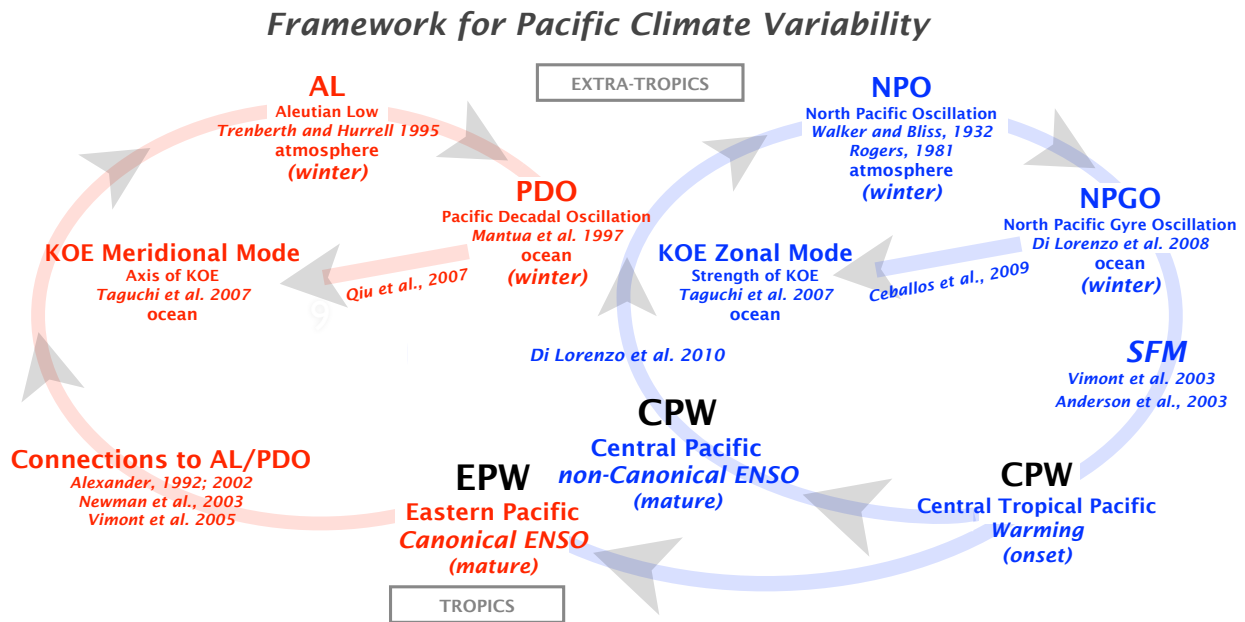 Framework for Pacific Climate Variability
EXTRA-TROPICS
AL
Aleutian Low
Trenberth and Hurrell 1995
atmosphere
(winter)
PDO
Pacific Decadal Oscillation
Mantua et al. 1997
ocean
(winter)
KOE Meridional Mode
Axis of KOE
Taguchi et al. 2007
ocean
Qiu et al., 2007
Connections to AL/PDO
Alexander, 1992; 2002
Newman et al., 2003
Vimont et al. 2005
EPW
Eastern Pacific
Canonical ENSO
(mature)
TROPICS
NPO
North Pacific Oscillation
Walker and Bliss, 1932
Rogers, 1981
atmosphere
(winter)
NPGO
North Pacific Gyre Oscillation
Di Lorenzo et al. 2008
ocean
(winter)
KOE Zonal Mode
Strength of KOE
Taguchi et al. 2007
ocean
Ceballos et al., 2009
Di Lorenzo et al. 2010
SFM
Vimont et al. 2003
Anderson et al., 2003
CPW
Central Pacific
non-Canonical ENSO
(mature)
CPW
Central Tropical Pacific
Warming
(onset)